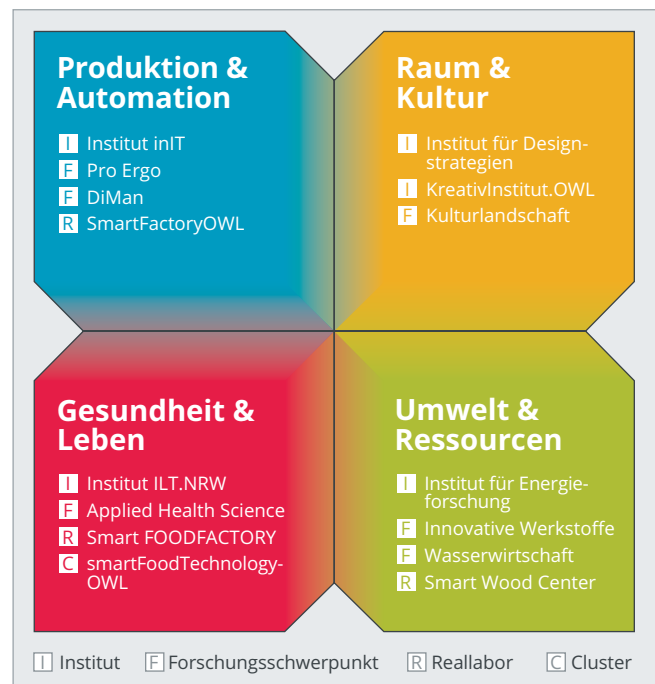 Produktion &
Automation
I Institut inIT
F Pro Ergo
F DiMan
R SmartFactoryOWL
Raum &
Kultur
I Institut für Design-
strategien
I KreativInstitut.OWL
F Kulturlandschaft
Gesundheit &
Leben
I Institut ILT.NRW
F Applied Health Science
R Smart FOODFACTORY
C smartFoodTechnology-
OWL
Umwelt &
Ressourcen
I Institut für Energie-
forschung
F Innovative Werkstoffe
F Wasserwirtschaft
R Smart Wood Center
I Institut F Forschungsschwerpunkt R Reallabor C Cluster